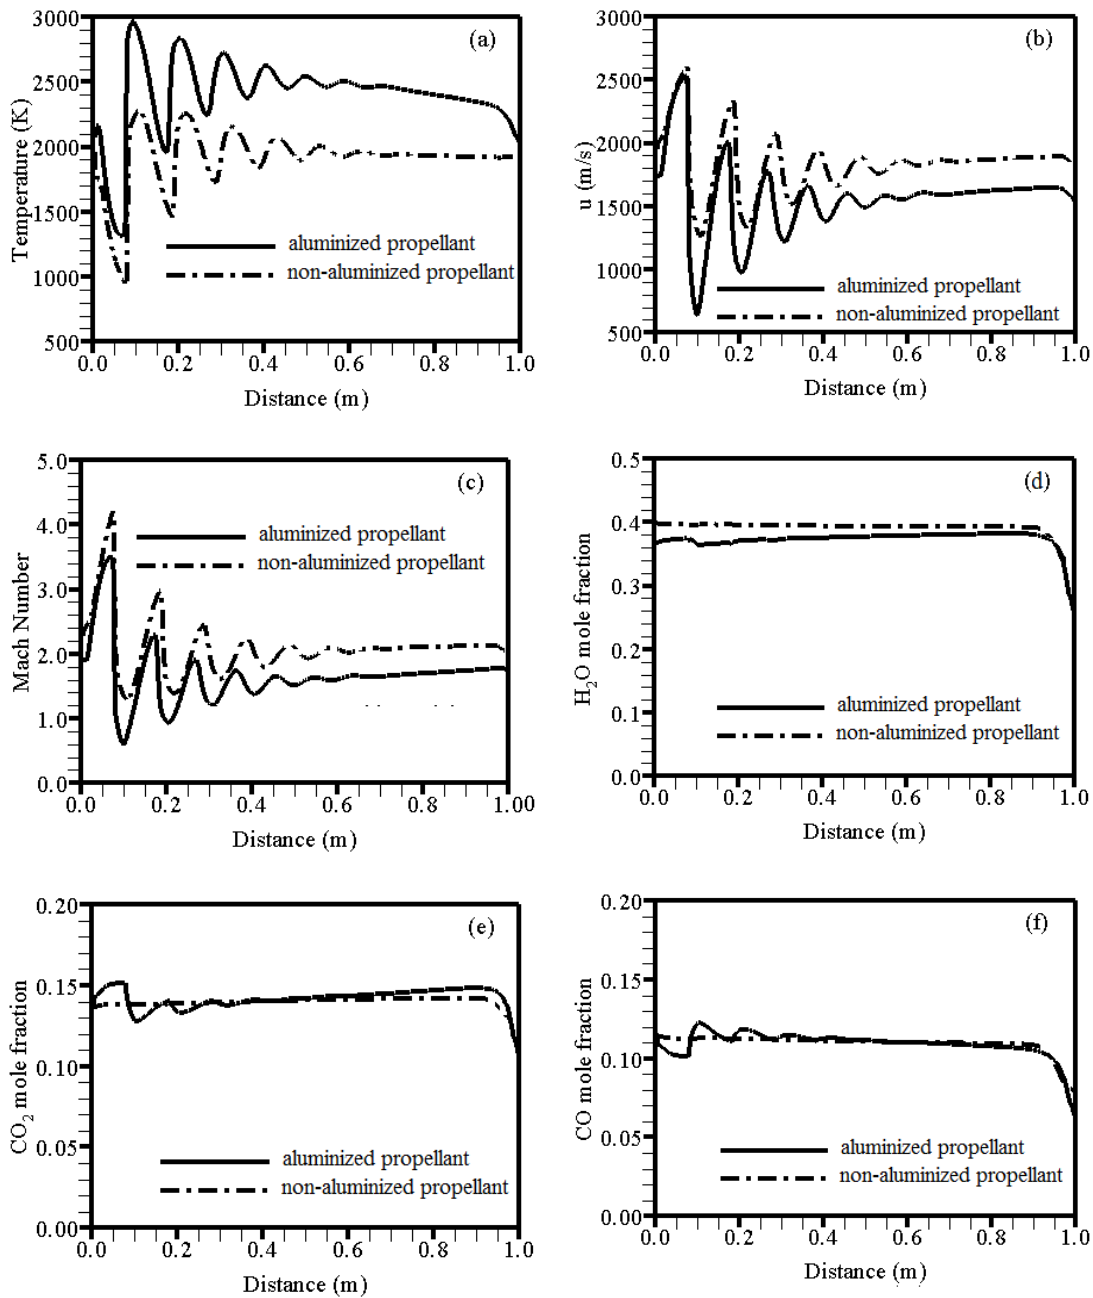 (a)
3000
2500
2000
1500
1000
500
Temperature (K)
aluminized propellant
non-aluminized propellant
0.0 0.2 0.4 0.6 0.8 1.0
Distance (m)
(b)
3000
2500
2000
1500
1000
500
u (m/s)
aluminized propellant
non-aluminized propellant
0.0 0.2 0.4 0.6 0.8 1.0
Distance (m)
(c)
5.0
4.0
3.0
2.0
1.0
0.0
Mach Number
aluminized propellant
non-aluminized propellant
0.0 0.2 0.4 0.6 0.8 1.00
Distance (m)
(d)
0.5
0.4
0.3
0.2
0.1
0.0
H₂O mole fraction
aluminized propellant
non-aluminized propellant
0.0 0.2 0.4 0.6 0.8 1.0
Distance (m)
(e)
0.20
0.15
0.10
0.05
0.00
CO₂ mole fraction
aluminized propellant
non-aluminized propellant
0.0 0.2 0.4 0.6 0.8 1.0
Distance (m)
(f)
0.20
0.15
0.10
0.05
0.00
CO mole fraction
aluminized propellant
non-aluminized propellant
0.0 0.2 0.4 0.6 0.8 1.0
Distance (m)